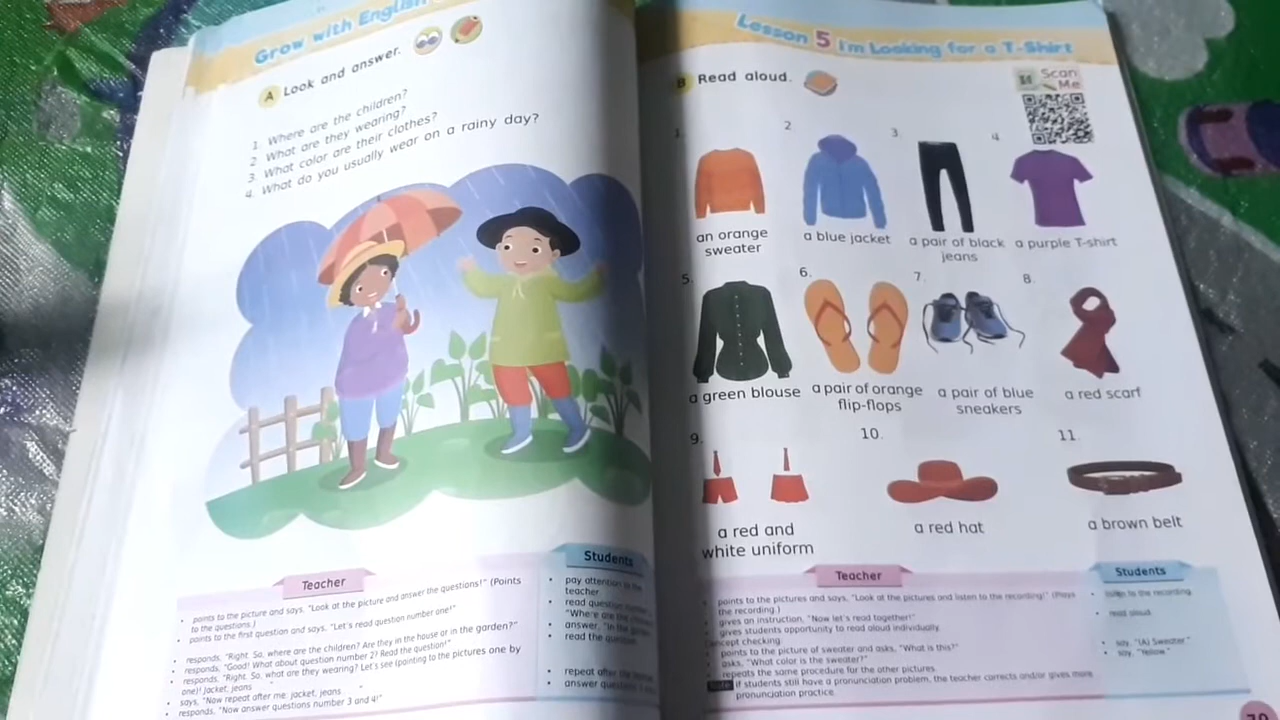 Grow with English
A Look and answer.
1. Where are the children?
2. What are they wearing?
3. What color are their clothes?
4. What do you usually wear on a rainy day?
Teacher
• points to the picture and says, "Look at the picture and answer the questions!" (Points
to the questions.)
• points to the first question and says, "Let's read question number one!"
• responds, "Right. So, where are the children? Are they in the house or in the garden?"
• responds, "Good! What about question number 2? Read the question!"
• responds, "Right. So, what are they wearing? Let's see (pointing to the pictures one by
one)! Jacket, jeans
• says, "Now repeat after me: jacket, jeans
• responds, "Now answer questions number 3 and 4!"
Students
• pay attention to the
teacher
• read question number
"Where are the
• answer, "In the
• read the
• repeat after the
• answer
Lesson 5 I'm Looking for a T-Shirt
B Read aloud.
Scan
Me
1.
2
3.
4.
an orange
sweater
a blue jacket
a pair of black
jeans
a purple T-shirt
5.
6.
7.
8.
a green blouse
a pair of orange
flip-flops
a pair of blue
sneakers
a red scarf
9.
10.
11.
a red and
white uniform
a red hat
a brown belt
Teacher
• points to the pictures and says, "Look at the pictures and listen to the recording!" (Plays
the recording.)
• gives an instruction, "Now let's read together!"
• gives students opportunity to read aloud individually.
Concept checking:
• points to the picture of sweater and asks, "What is this?"
• asks, "What color is the sweater?"
• repeats the same procedure for the other pictures.
Note: If students still have a pronunciation problem, the teacher corrects and/or gives more
pronunciation practice.
Students
• listen to the recording
• read aloud.
• say, "(A) Sweater."
• say, "Yellow."